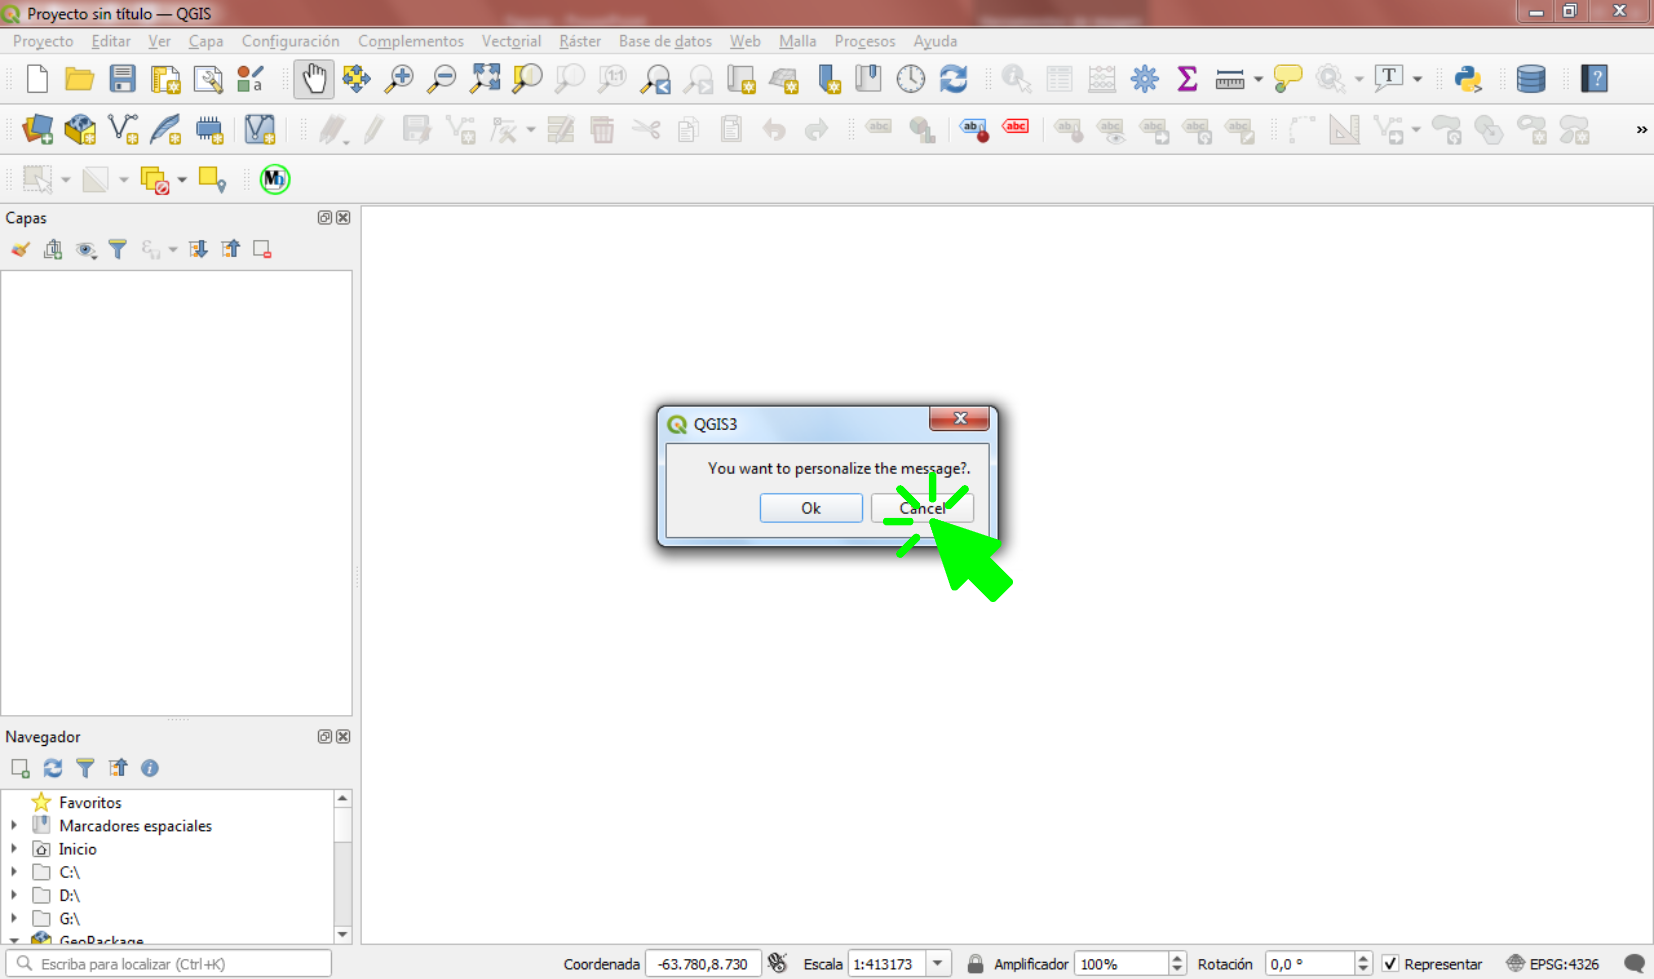 Proyecto sin título — QGIS
Proyecto Editar Ver Capa Configuración Complementos Vectorial Ráster Base de datos Web Malla Procesos Ayuda
Capas
QGIS3
You want to personalize the message?.
Ok Cancel
Navegador
Favoritos
Marcadores espaciales
Inicio
C:\
D:\
G:\
GeoPackage
Escriba para localizar (Ctrl+K)
Coordenada -63.780,8.730 Escala 1:413173 Amplificador 100% Rotación 0,0 ° Representar EPSG:4326